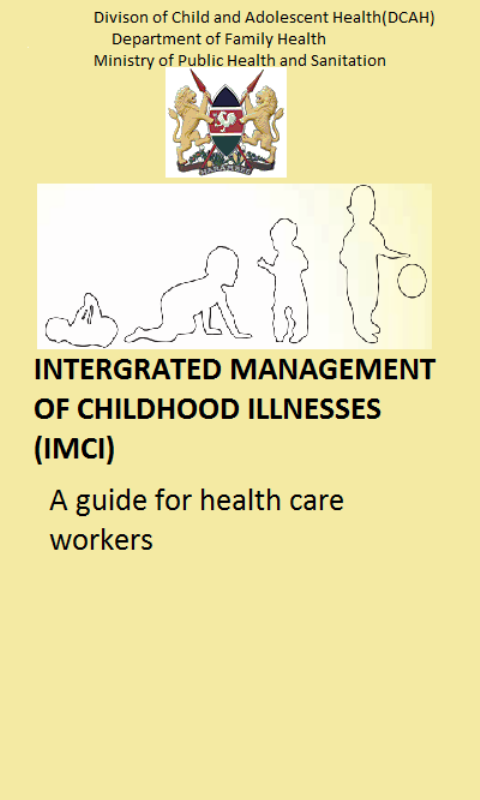 Divison of Child and Adolescent Health(DCAH)
Department of Family Health
Ministry of Public Health and Sanitation
HARAMBEE
INTERGRATED MANAGEMENT
OF CHILDHOOD ILLNESSES
(IMCI)
A guide for health care
workers